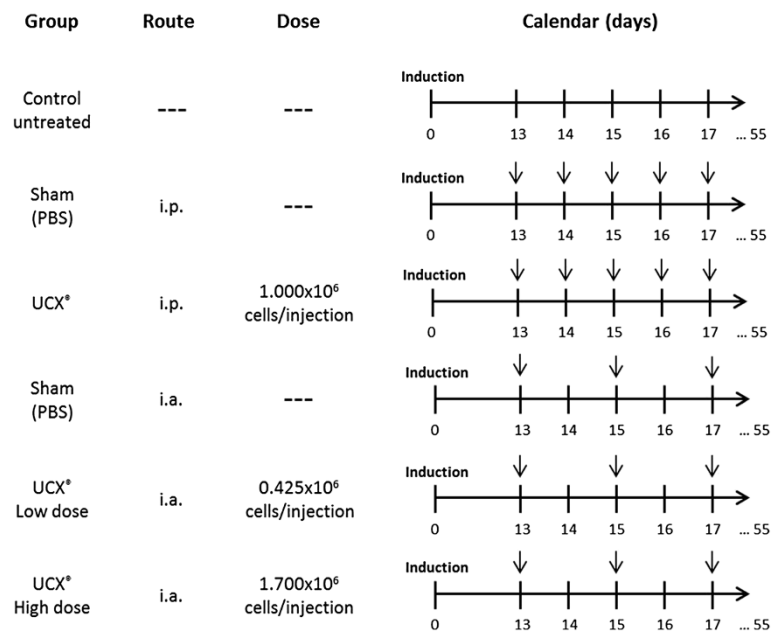 Group Route Dose Calendar (days)
Control
untreated
---
---
Induction
0 13 14 15 16 17 ... 55
Sham
(PBS)
i.p.
---
Induction
0 13 14 15 16 17 ... 55
UCX®
i.p.
1.000x10⁶
cells/injection
Induction
0 13 14 15 16 17 ... 55
Sham
(PBS)
i.a.
---
Induction
0 13 14 15 16 17 ... 55
UCX®
Low dose
i.a.
0.425x10⁶
cells/injection
Induction
0 13 14 15 16 17 ... 55
UCX®
High dose
i.a.
1.700x10⁶
cells/injection
Induction
0 13 14 15 16 17 ... 55